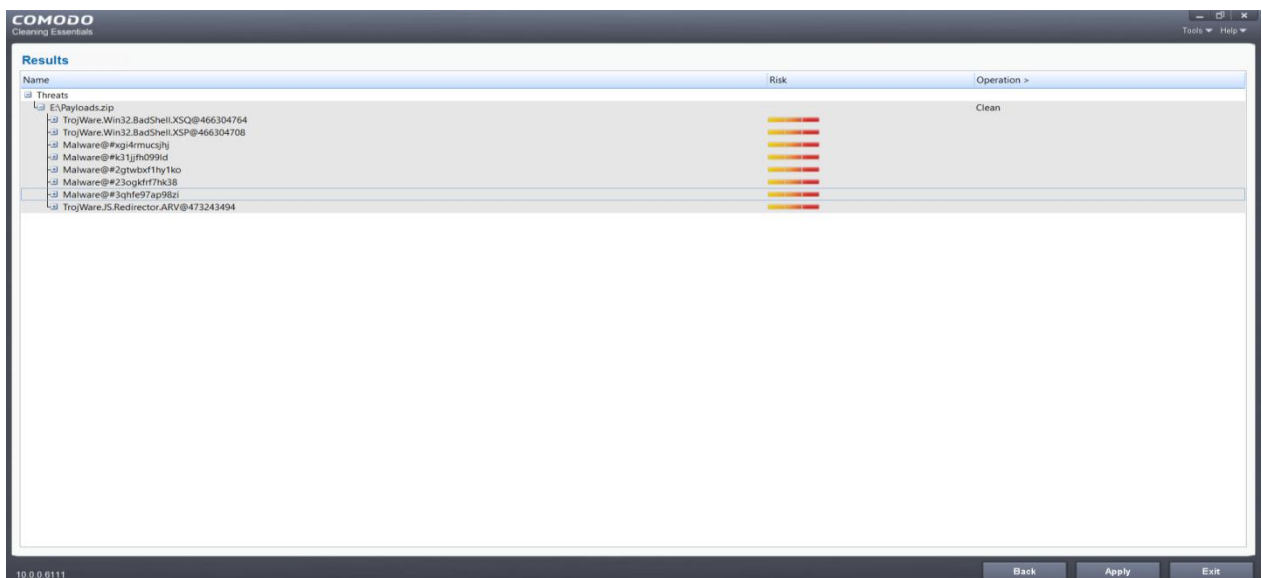 COMODO
Cleaning Essentials
Tools Help
Results
Name Risk Operation >
Threats
E:\Payloads.zip Clean
TrojWare.Win32.BadShell.XSQ@466304764
TrojWare.Win32.BadShell.XSP@466304708
Malware@#xgi4rmucsjhj
Malware@#k31jjfh099ld
Malware@#2gtwbxf1hy1ko
Malware@#23ogkfrf7hk38
Malware@#3qhfe97ap98zi
TrojWare.JS.Redirector.ARV@473243494
10.0.0.6111
Back Apply Exit